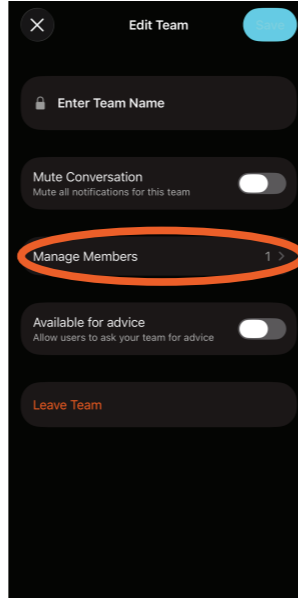 Edit Team
Save
Enter Team Name
Mute Conversation
Mute all notifications for this team
Manage Members
1
Available for advice
Allow users to ask your team for advice
Leave Team